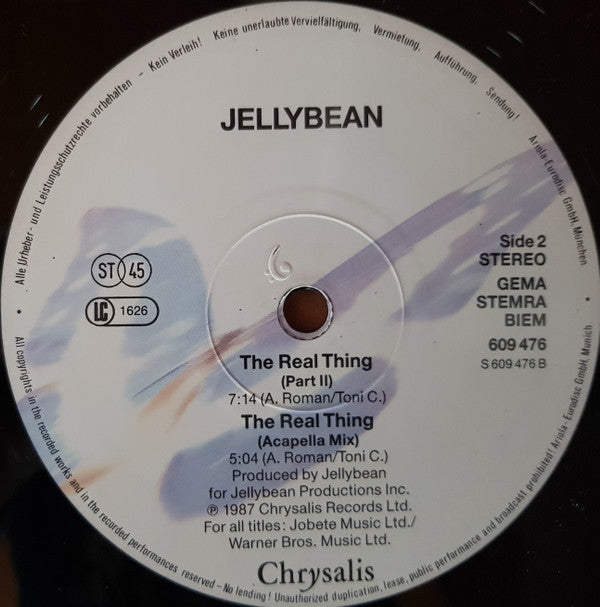 Alle Urheber- und Leistungsschutzrechte vorbehalten - Kein Verleih! Keine unerlaubte Vervielfältigung, Vermietung, Aufführung, Sendung!
Ariola-Eurodisc GmbH, München
JELLYBEAN
Side 2
STEREO
ST 45
GEMA
STEMRA
BIEM
LC 1626
609 476
S 609 476 B
The Real Thing
(Part II)
7:14 (A. Roman/Toni C.)
The Real Thing
(Acapella Mix)
5:04 (A. Roman/Toni C.)
Produced by Jellybean
for Jellybean Productions Inc.
℗ 1987 Chrysalis Records Ltd.
For all titles: Jobete Music Ltd./
Warner Bros. Music Ltd.
Chrysalis
All copyrights in the recorded works and in the recorded performances reserved - No lending! Unauthorized duplication, lease, public performance and broadcast prohibited! Ariola-Eurodisc GmbH, Munich